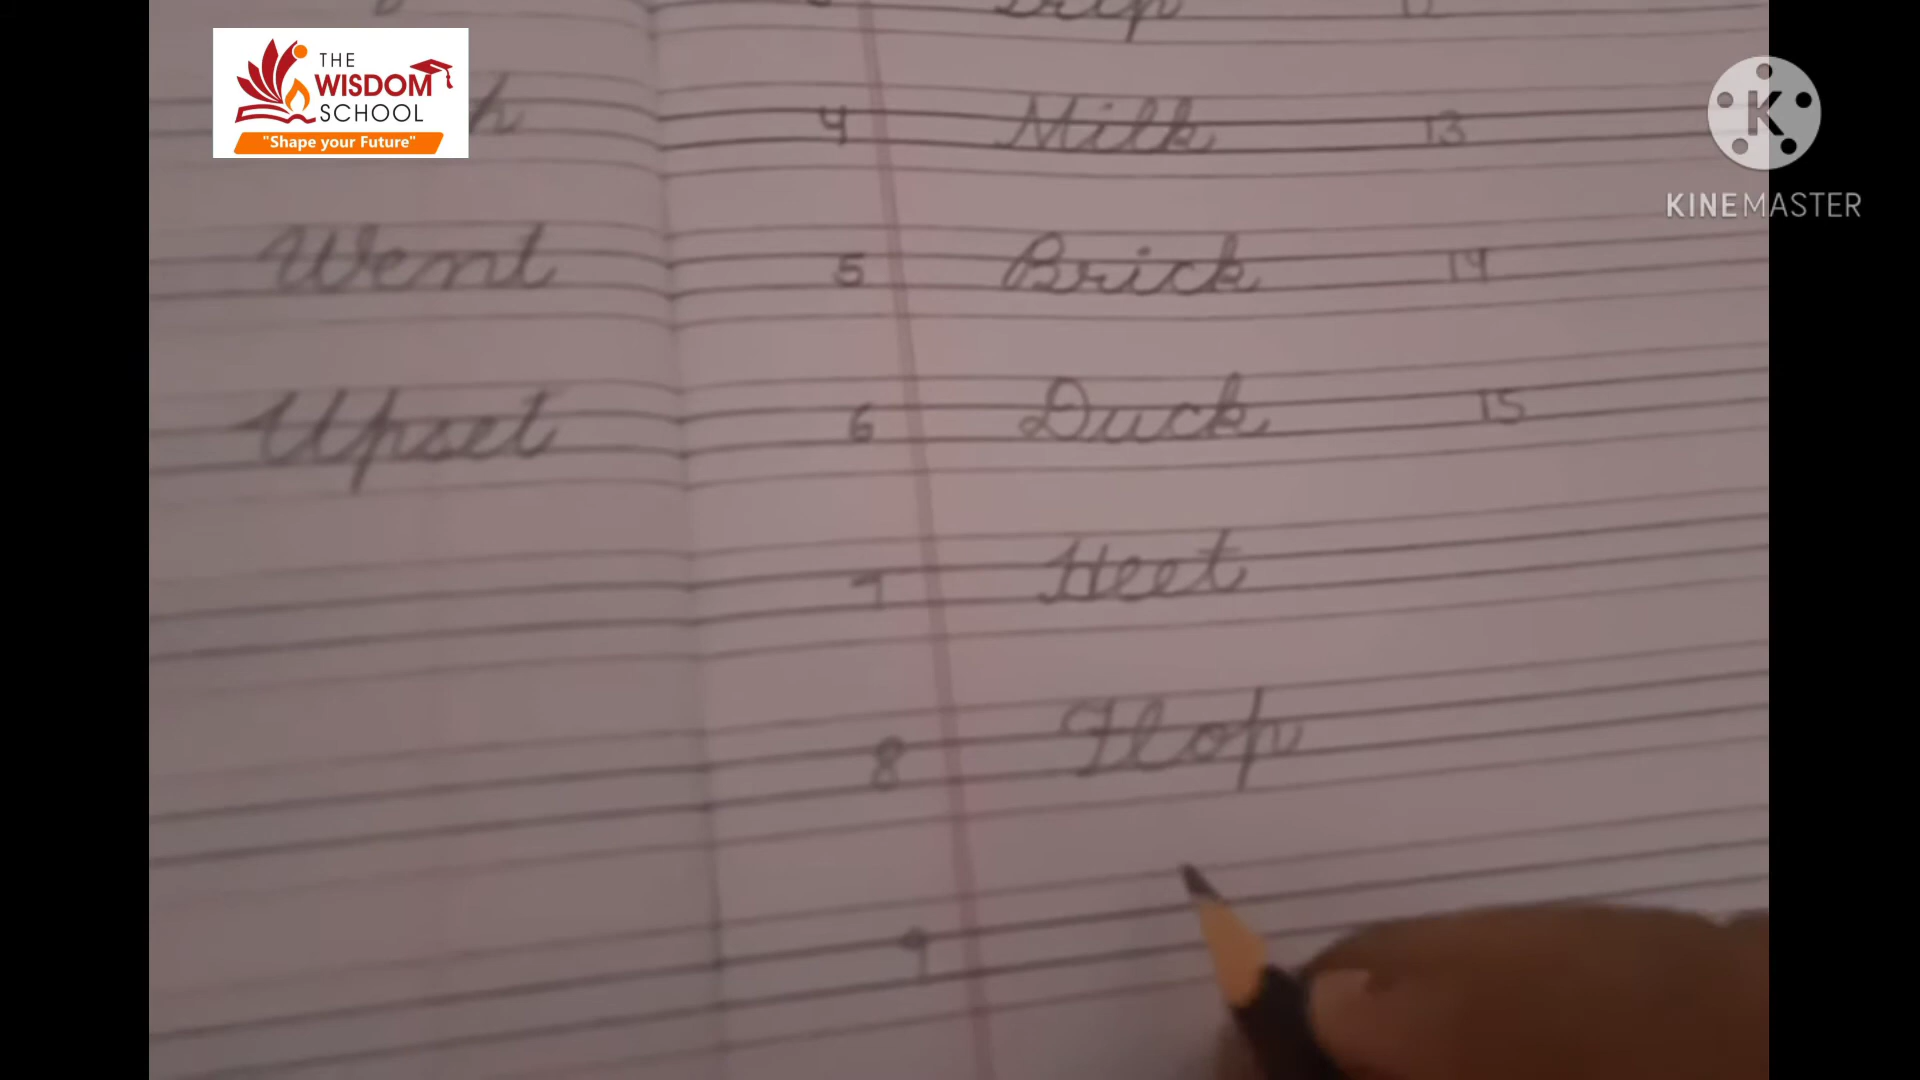 THE
WISDOM
SCHOOL
"Shape your Future"
K
KINEMASTER
Drip
4 Milk 13
Went 5 Brick 14
Upset 6 Duck 15
7 Heet
8 Flop
9